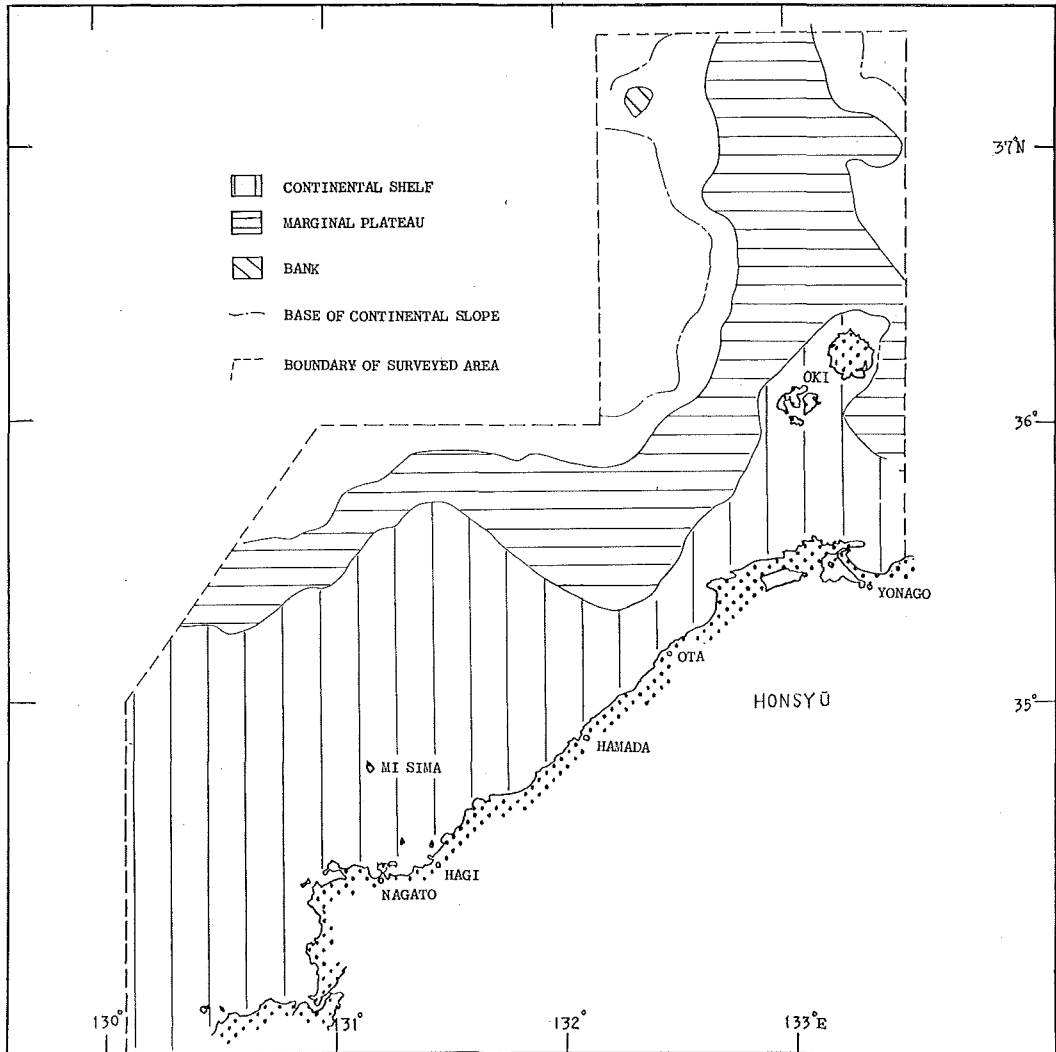 37°N
CONTINENTAL SHELF
MARGINAL PLATEAU
BANK
BASE OF CONTINENTAL SLOPE
BOUNDARY OF SURVEYED AREA
OKI
36°
YONAGO
OTA
HONSYŪ
35°
HAMADA
MI SIMA
HAGI
NAGATO
130° 131° 132° 133°E